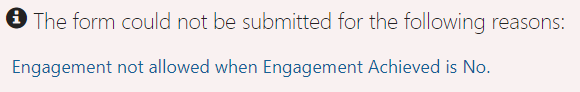 The form could not be submitted for the following reasons:
Engagement not allowed when Engagement Achieved is No.